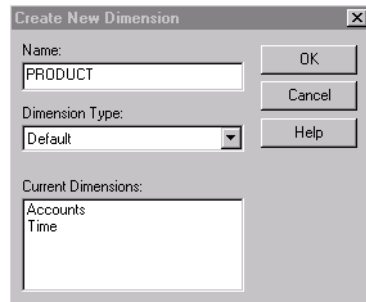 Create New Dimension
Name:
PRODUCT
OK
Cancel
Dimension Type:
Default
Help
Current Dimensions:
Accounts
Time